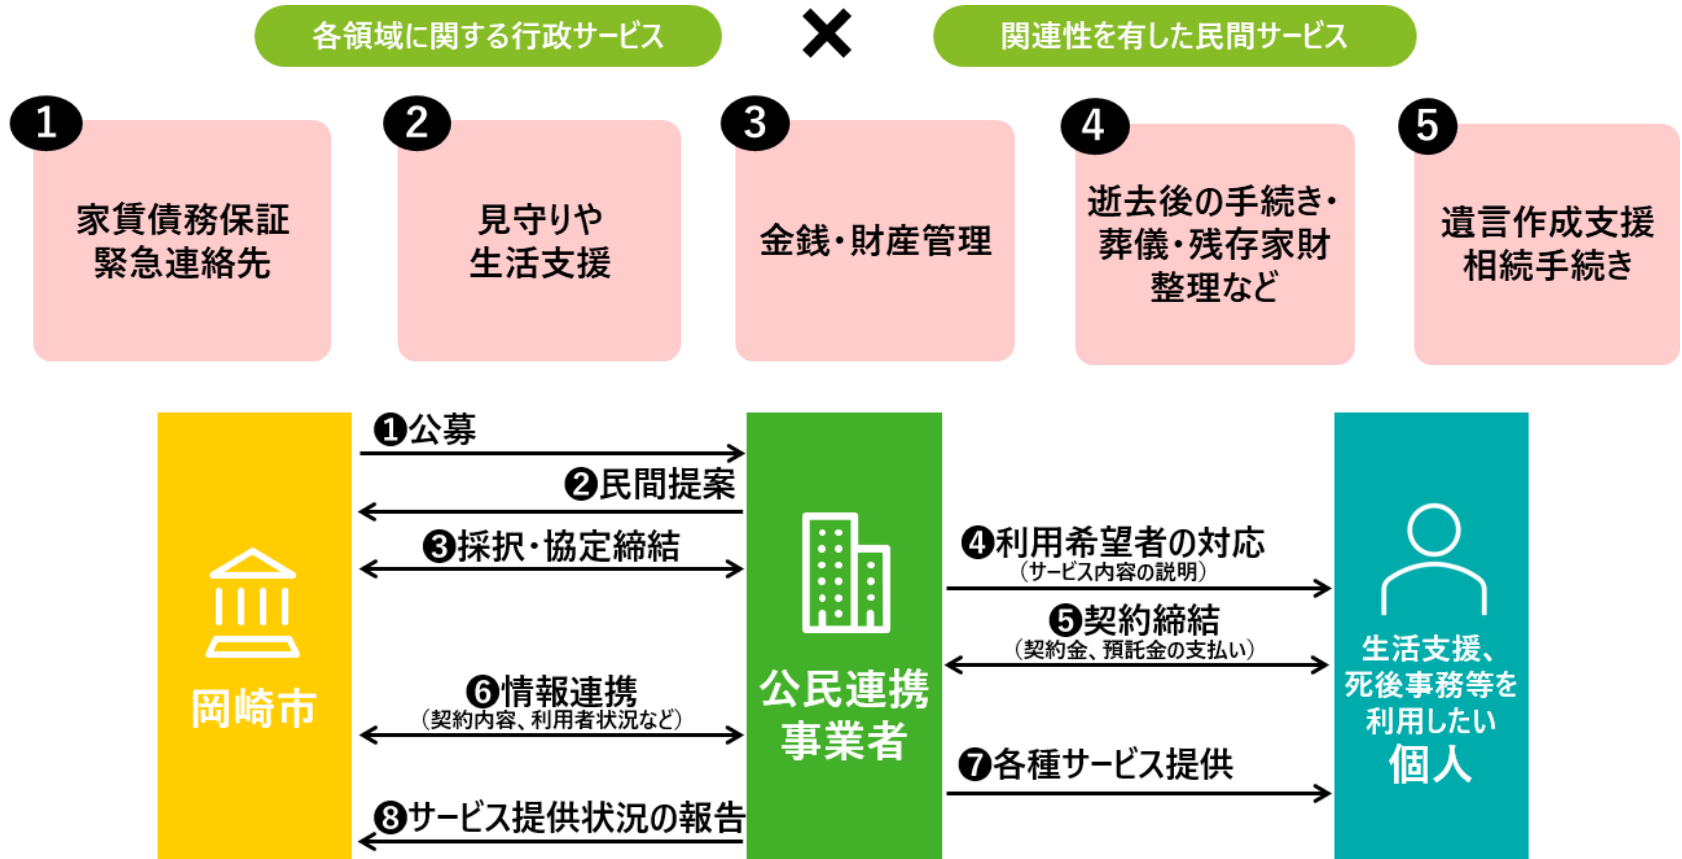 各領域に関する行政サービス
×
関連性を有した民間サービス
1
家賃債務保証
緊急連絡先
2
見守りや
生活支援
3
金銭・財産管理
4
逝去後の手続き・
葬儀・残存家財
整理など
5
遺言作成支援
相続手続き
岡崎市
❶公募
❷民間提案
❸採択・協定締結
❻情報連携
（契約内容、利用者状況など）
❽サービス提供状況の報告
公民連携
事業者
❹利用希望者の対応
（サービス内容の説明）
❺契約締結
（契約金、預託金の支払い）
❼各種サービス提供
生活支援、
死後事務等を
利用したい
個人